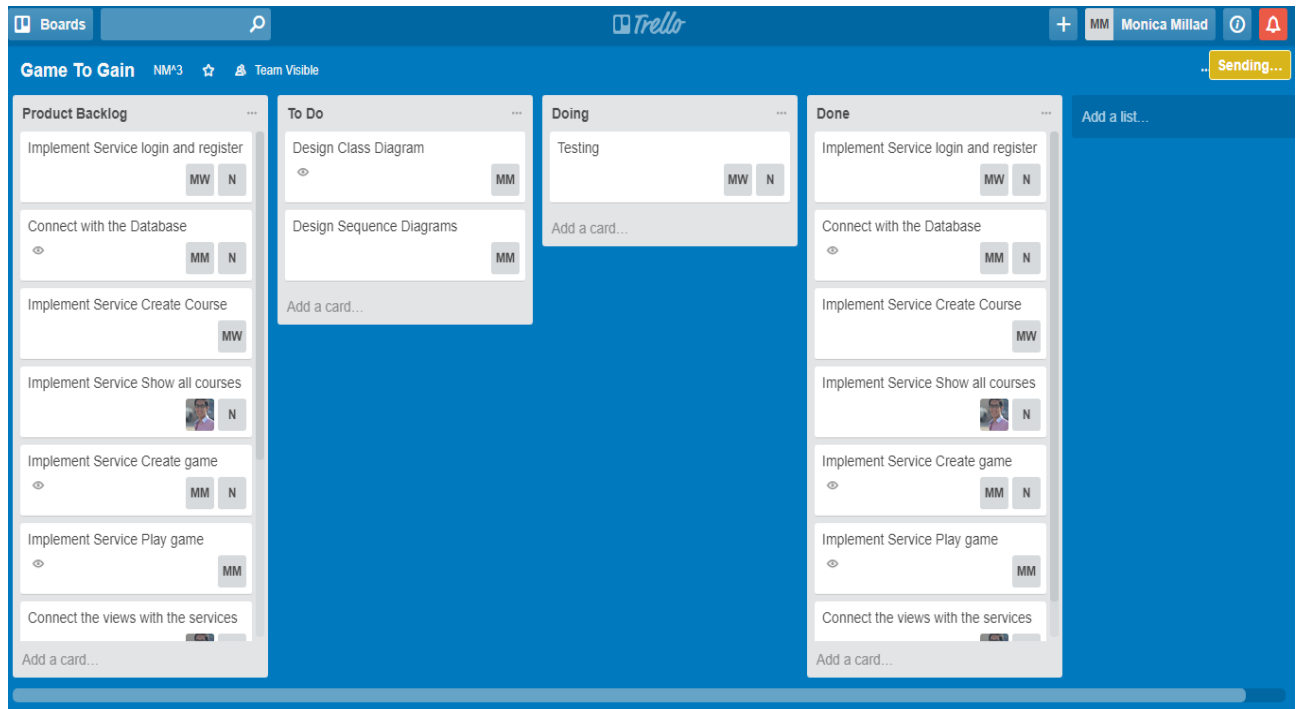 Boards
Trello
+
MM Monica Millad
Game To Gain NM^3 Team Visible
... Sending...
Product Backlog ...
Implement Service login and register
MW N
Connect with the Database
MM N
Implement Service Create Course
MW
Implement Service Show all courses
N
Implement Service Create game
MM N
Implement Service Play game
MM
Connect the views with the services
Add a card...
To Do ...
Design Class Diagram
MM
Design Sequence Diagrams
MM
Add a card...
Doing ...
Testing
MW N
Add a card...
Done ...
Implement Service login and register
MW N
Connect with the Database
MM N
Implement Service Create Course
MW
Implement Service Show all courses
N
Implement Service Create game
MM N
Implement Service Play game
MM
Connect the views with the services
Add a card...
Add a list...